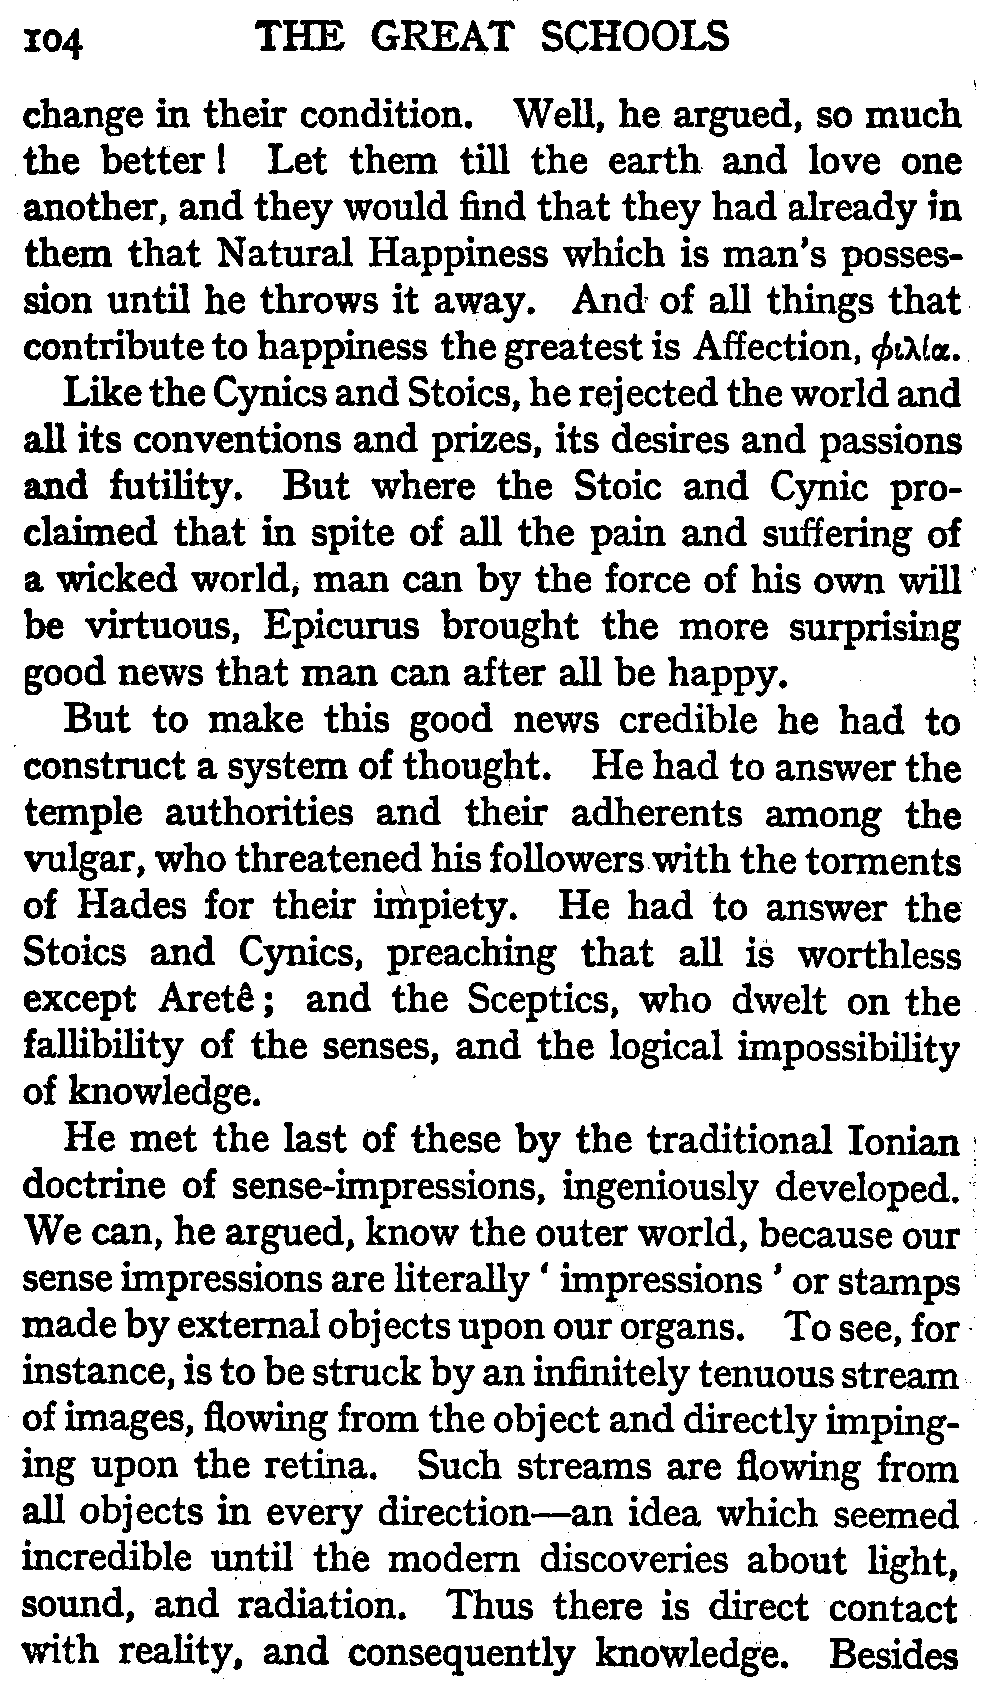 104 THE GREAT SCHOOLS
change in their condition. Well, he argued, so much
the better ! Let them till the earth and love one
another, and they would find that they had already in
them that Natural Happiness which is man's posses-
sion until he throws it away. And of all things that
contribute to happiness the greatest is Affection, φιλία.
Like the Cynics and Stoics, he rejected the world and
all its conventions and prizes, its desires and passions
and futility. But where the Stoic and Cynic pro-
claimed that in spite of all the pain and suffering of
a wicked world, man can by the force of his own will
be virtuous, Epicurus brought the more surprising
good news that man can after all be happy.
But to make this good news credible he had to
construct a system of thought. He had to answer the
temple authorities and their adherents among the
vulgar, who threatened his followers with the torments
of Hades for their impiety. He had to answer the
Stoics and Cynics, preaching that all is worthless
except Aretê ; and the Sceptics, who dwelt on the
fallibility of the senses, and the logical impossibility
of knowledge.
He met the last of these by the traditional Ionian
doctrine of sense-impressions, ingeniously developed.
We can, he argued, know the outer world, because our
sense impressions are literally ‘ impressions ’ or stamps
made by external objects upon our organs. To see, for
instance, is to be struck by an infinitely tenuous stream
of images, flowing from the object and directly imping-
ing upon the retina. Such streams are flowing from
all objects in every direction—an idea which seemed
incredible until the modern discoveries about light,
sound, and radiation. Thus there is direct contact
with reality, and consequently knowledge. Besides